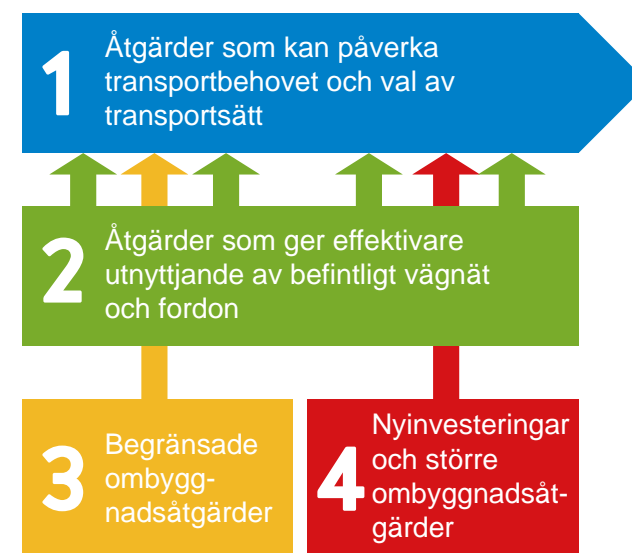 1
Åtgärder som kan påverka
transportbehovet och val av
transportsätt
2
Åtgärder som ger effektivare
utnyttjande av befintligt vägnät
och fordon
3
Begränsade
ombygg-
nadsåtgärder
4
Nyinvesteringar
och större
ombyggnadsåt-
gärder